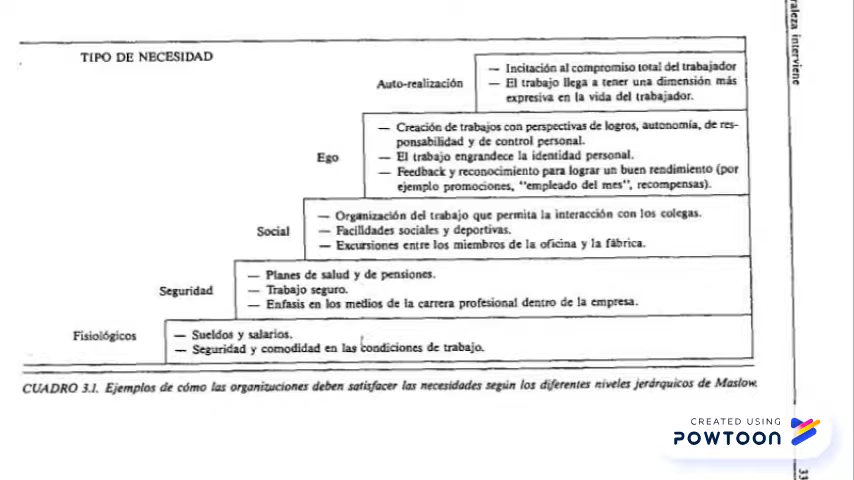 TIPO DE NECESIDAD
Auto-realización
— Incitación al compromiso total del trabajador
— El trabajo llega a tener una dimensión más
expresiva en la vida del trabajador.
Ego
— Creación de trabajos con perspectivas de logros, autonomía, de res-
ponsabilidad y de control personal.
— El trabajo engrandece la identidad personal.
— Feedback y reconocimiento para lograr un buen rendimiento (por
ejemplo promociones, "empleado del mes", recompensas).
Social
— Organización del trabajo que permita la interacción con los colegas.
— Facilidades sociales y deportivas.
— Excursiones entre los miembros de la oficina y la fábrica.
Seguridad
— Planes de salud y de pensiones.
— Trabajo seguro.
— Enfasis en los medios de la carrera profesional dentro de la empresa.
Fisiológicos
— Sueldos y salarios.
— Seguridad y comodidad en las condiciones de trabajo.
CUADRO 3.1. Ejemplos de cómo las organizaciones deben satisfacer las necesidades según los diferentes niveles jerárquicos de Maslow.
raleza interviene
33
CREATED USING
POWTOON